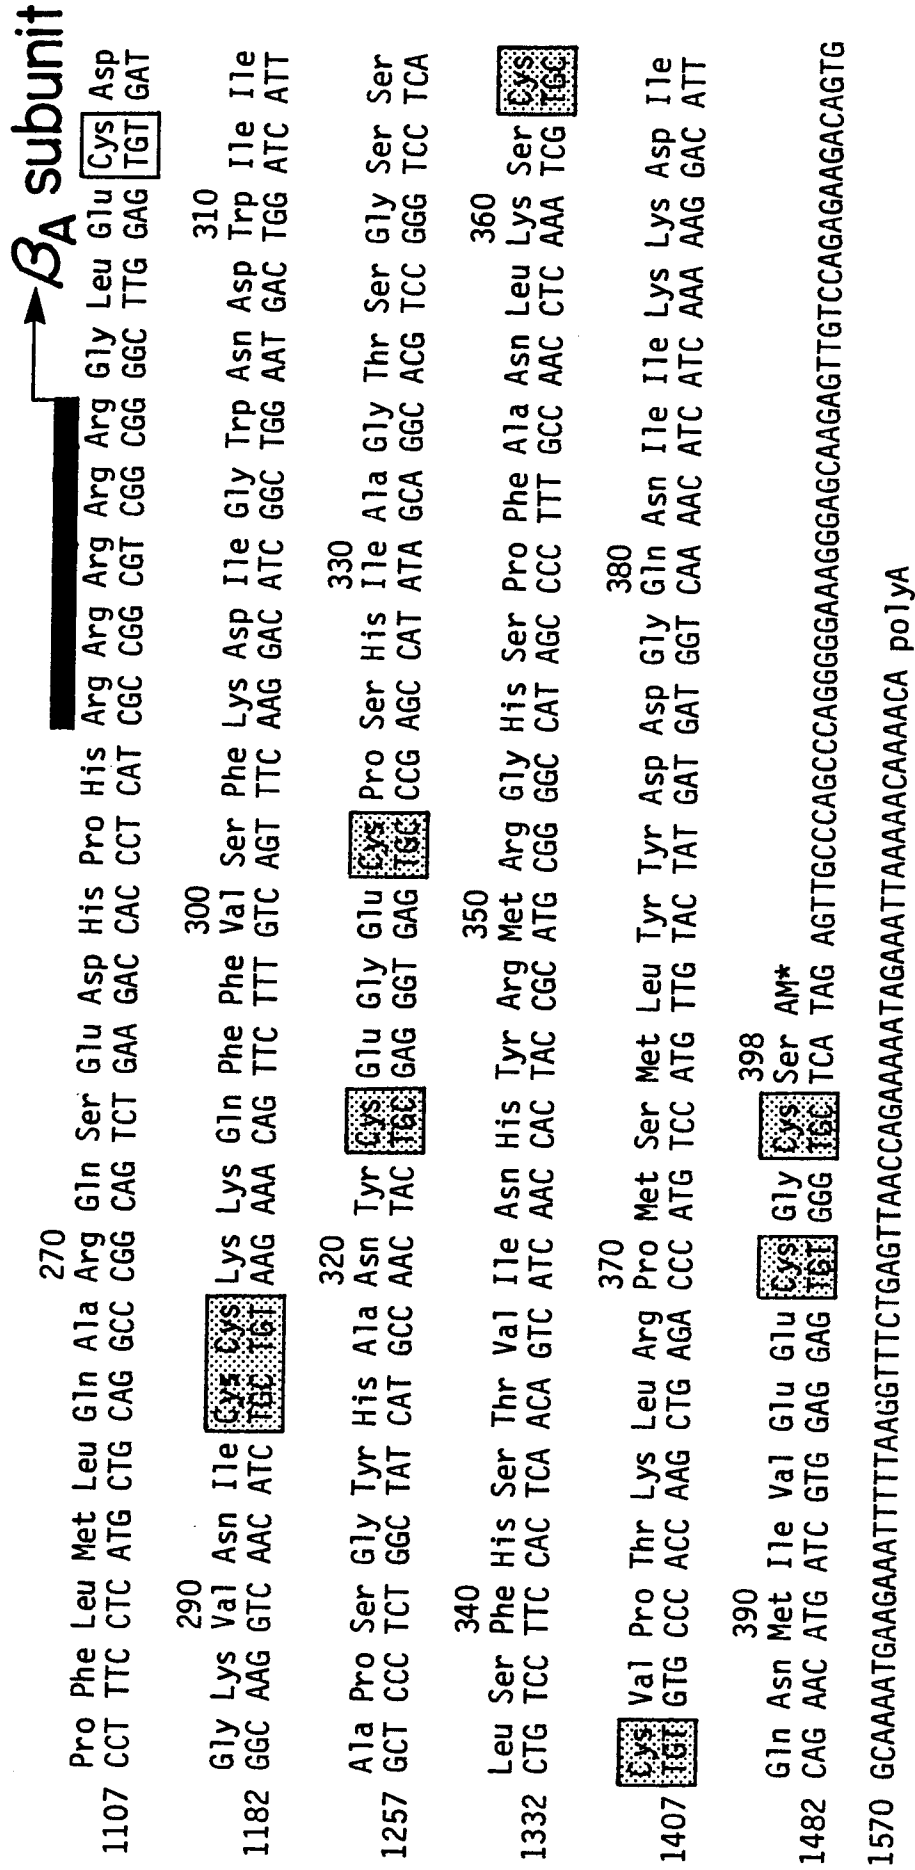 βA subunit
270
Pro Phe Leu Met Leu Gln Ala Arg Gln Ser Glu Asp His Pro His Arg Arg Arg Arg Arg Gly Leu Glu Cys Asp
1107 CCT TTC CTC ATG CTG CAG GCC CGG CAG TCT GAA GAC CAC CCT CAT CGC CGG CGT CGG CGG GGC TTG GAG TGT GAT
290 300 310
Gly Lys Val Asn Ile Cys Cys Lys Lys Gln Phe Phe Val Ser Phe Lys Asp Ile Gly Trp Asn Asp Trp Ile Ile
1182 GGC AAG GTC AAC ATC TGC TGT AAG AAA CAG TTC TTT GTC AGT TTC AAG GAC ATC GGC TGG AAT GAC TGG ATC ATT
320 330
Ala Pro Ser Gly Tyr His Ala Asn Tyr Cys Glu Gly Glu Cys Pro Ser His Ile Ala Gly Thr Ser Gly Ser Ser
1257 GCT CCC TCT GGC TAT CAT GCC AAC TAC TGC GAG GGT GAG TGC CCG AGC CAT ATA GCA GGC ACG TCC GGG TCC TCA
340 350 360
Leu Ser Phe His Ser Thr Val Ile Asn His Tyr Arg Met Arg Gly His Ser Pro Phe Ala Asn Leu Lys Ser Cys
1332 CTG TCC TTC CAC TCA ACA GTC ATC AAC CAC TAC CGC ATG CGG GGC CAT AGC CCC TTT GCC AAC CTC AAA TCG TGC
370 380
Cys Val Pro Thr Lys Leu Arg Pro Met Ser Met Leu Tyr Tyr Asp Asp Gly Gln Asn Ile Ile Lys Lys Asp Ile
1407 TGT GTG CCC ACC AAG CTG AGA CCC ATG TCC ATG TTG TAC TAT GAT GAT GGT CAA AAC ATC ATC AAA AAG GAC ATT
390 398
Gln Asn Met Ile Val Glu Glu Cys Gly Cys Ser AM*
1482 CAG AAC ATG ATC GTG GAG GAG TGT GGG TGC TCA TAG AGTTGCCCAGCCCAGGGGGAAAGGGAGCAAGAGTTGTCCAGAGAAGACAGTG
1570 GCAAAATGAAGAAATTTTTAAGGTTTCTGAGTTAACCAGAAAAATAGAAATTAAAAACAAAACA polyA